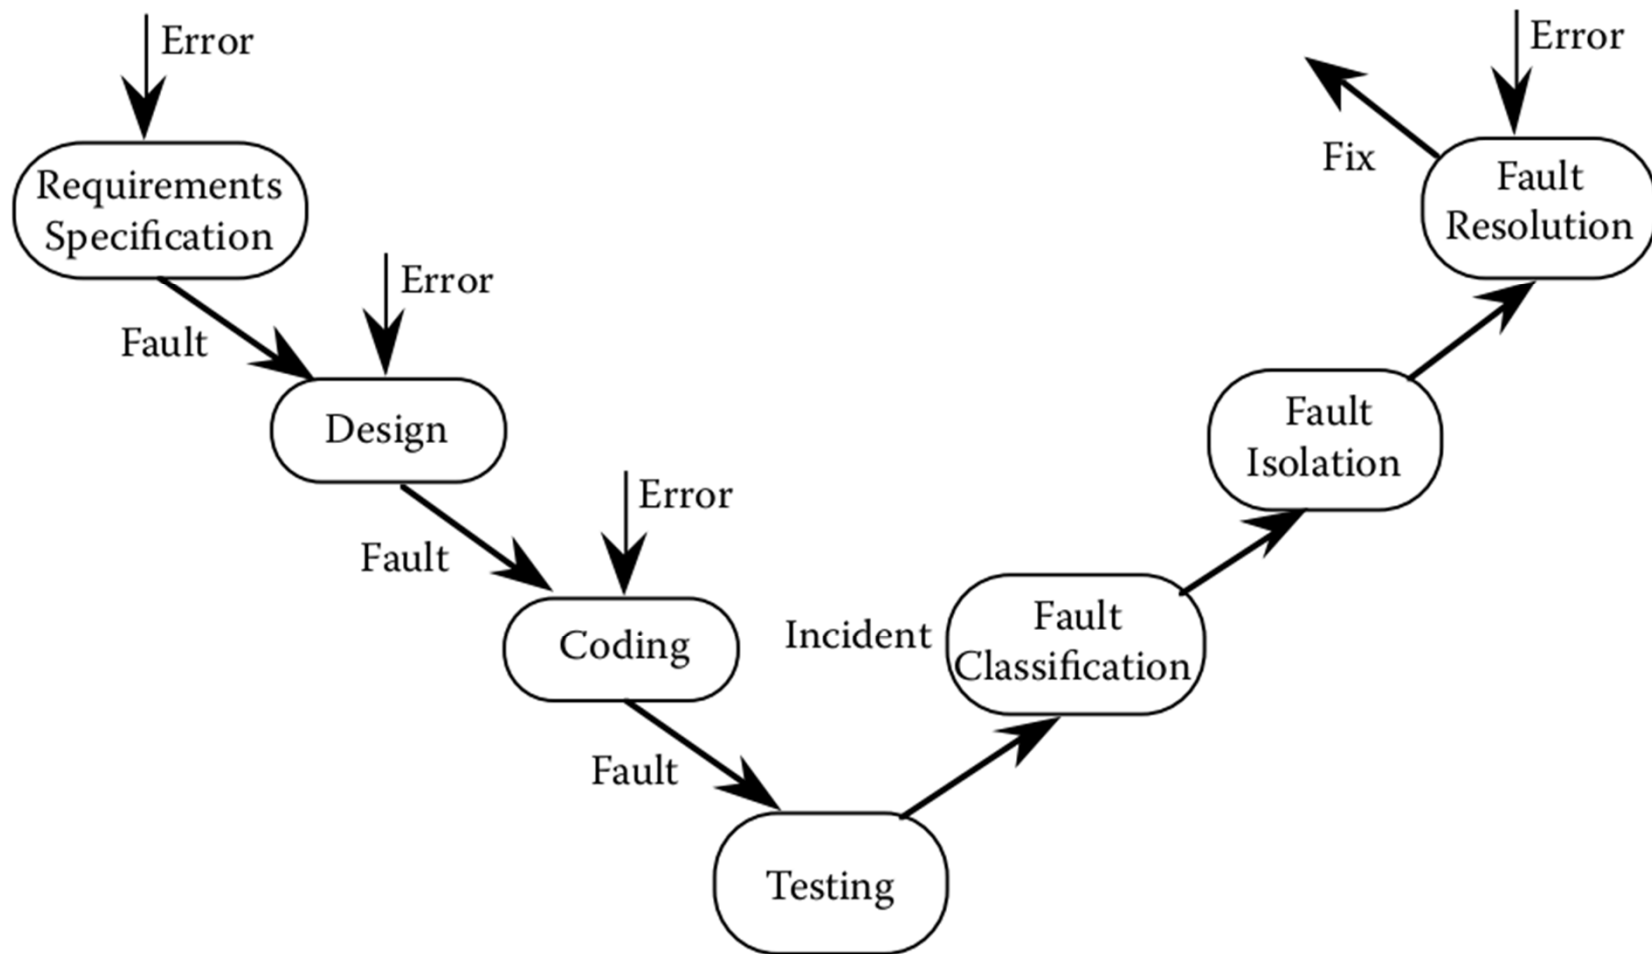 Error
Requirements
Specification
Fault
Error
Design
Fault
Error
Coding
Fault
Testing
Incident
Fault
Classification
Fault
Isolation
Fault
Resolution
Error
Fix